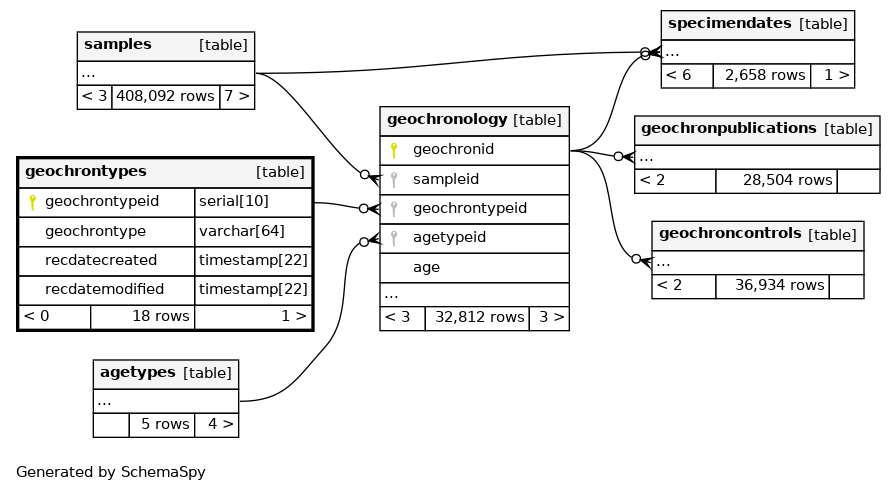 samples [table]
...
< 3 408,092 rows 7 >
geochrontypes [table]
geochrontypeid serial[10]
geochrontype varchar[64]
recdatecreated timestamp[22]
recdatemodified timestamp[22]
< 0 18 rows 1 >
agetypes [table]
...
5 rows 4 >
geochronology [table]
geochronid
sampleid
geochrontypeid
agetypeid
age
...
< 3 32,812 rows 3 >
specimendates [table]
...
< 6 2,658 rows 1 >
geochronpublications [table]
...
< 2 28,504 rows
geochroncontrols [table]
...
< 2 36,934 rows
Generated by SchemaSpy